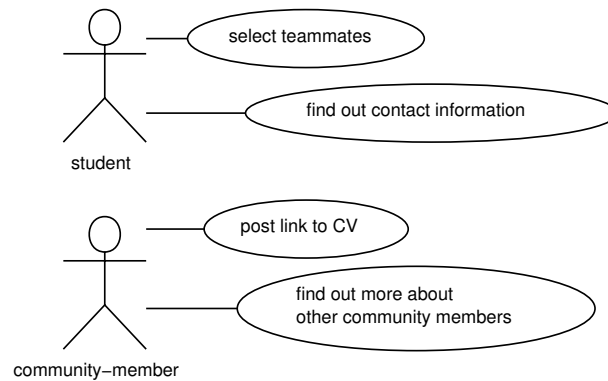 select teammates
find out contact information
student
post link to CV
find out more about
other community members
community−member